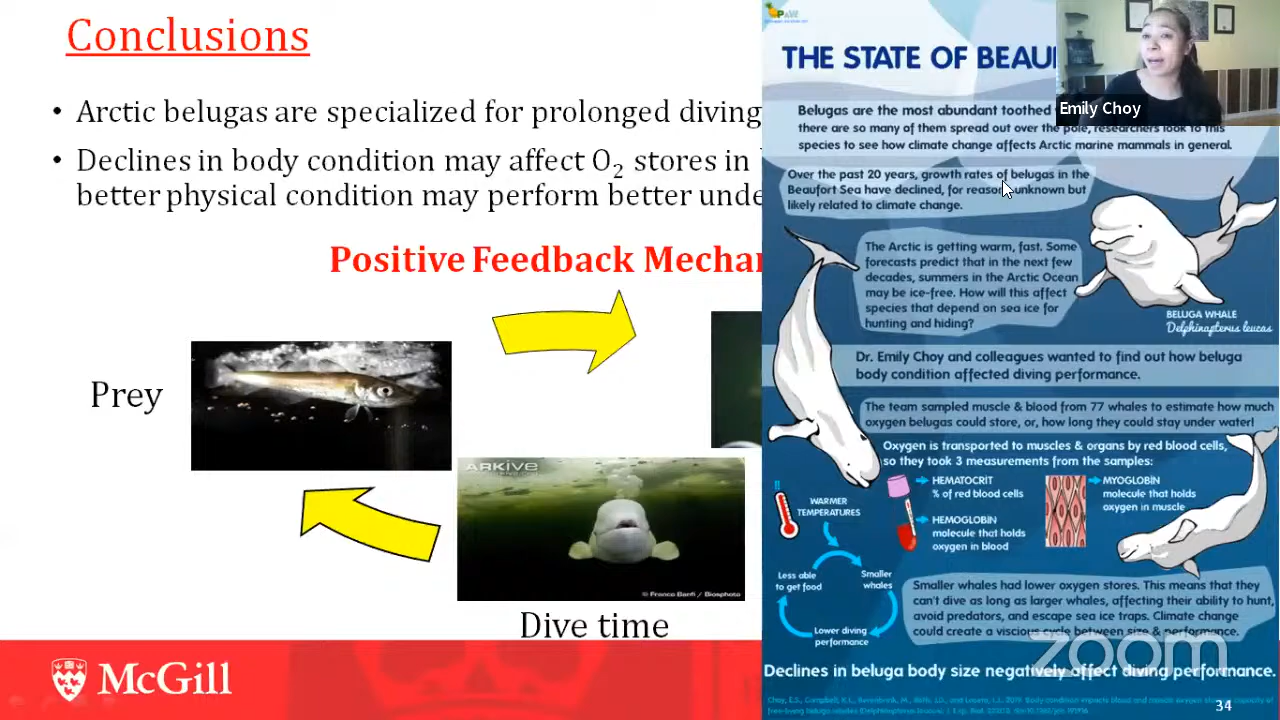 Conclusions
• Arctic belugas are specialized for prolonged diving
• Declines in body condition may affect O₂ stores in
better physical condition may perform better unde
Positive Feedback Mechan
Prey
ARKIVE
© Franco Banfi / Biosphoto
Dive time
McGill
THE STATE OF BEAU
Emily Choy
Belugas are the most abundant toothed
there are so many of them spread out over the pole, researchers look to this
species to see how climate change affects Arctic marine mammals in general.
Over the past 20 years, growth rates of belugas in the
Beaufort Sea have declined, for reasons unknown but
likely related to climate change.
The Arctic is getting warm, fast. Some
forecasts predict that in the next few
decades, summers in the Arctic Ocean
may be ice-free. How will this affect
species that depend on sea ice for
hunting and hiding?
BELUGA WHALE
Delphinapterus leucas
Dr. Emily Choy and colleagues wanted to find out how beluga
body condition affected diving performance.
The team sampled muscle & blood from 77 whales to estimate how much
oxygen belugas could store, or, how long they could stay under water!
Oxygen is transported to muscles & organs by red blood cells,
so they took 3 measurements from the samples:
HEMATOCRIT
% of red blood cells
HEMOGLOBIN
molecule that holds
oxygen in blood
MYOGLOBIN
molecule that holds
oxygen in muscle
!!
WARMER
TEMPERATURES
Less able
to get food
Smaller
whales
Lower diving
performance
Smaller whales had lower oxygen stores. This means that they
can't dive as long as larger whales, affecting their ability to hunt,
avoid predators, and escape sea ice traps. Climate change
could create a viscious cycle between size & performance.
zoom
Declines in beluga body size negatively affect diving performance.
34